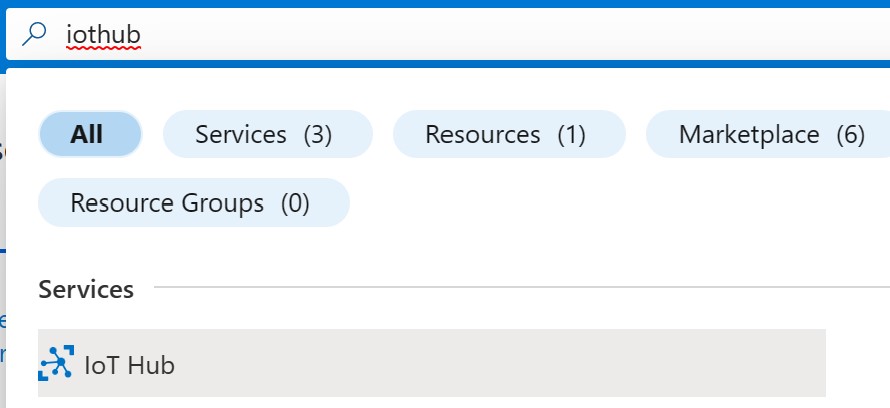 iothub
All Services (3) Resources (1) Marketplace (6)
Resource Groups (0)
Services
IoT Hub